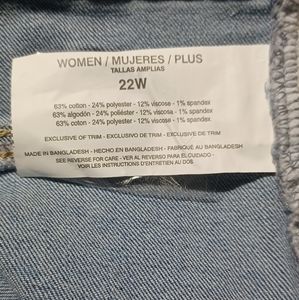 WOMEN / MUJERES / PLUS
TALLAS AMPLIAS
22W
63% cotton - 24% polyester - 12% viscose - 1% spandex
63% algodón - 24% poliéster - 12% viscosa - 1% spandex
63% coton - 24% polyester - 12% viscose - 1% spandex
EXCLUSIVE OF TRIM - EXCLUSIVO DE TRIM - EXCLUSIF DE TRIM
MADE IN BANGLADESH - HECHO EN BANGLADESH - FABRIQUÉ AU BANGLADESH
SEE REVERSE FOR CARE - VER AL REVERSO PARA EL CUIDADO -
VOIR LES INSTRUCTIONS D'ENTRETIEN AU DOS